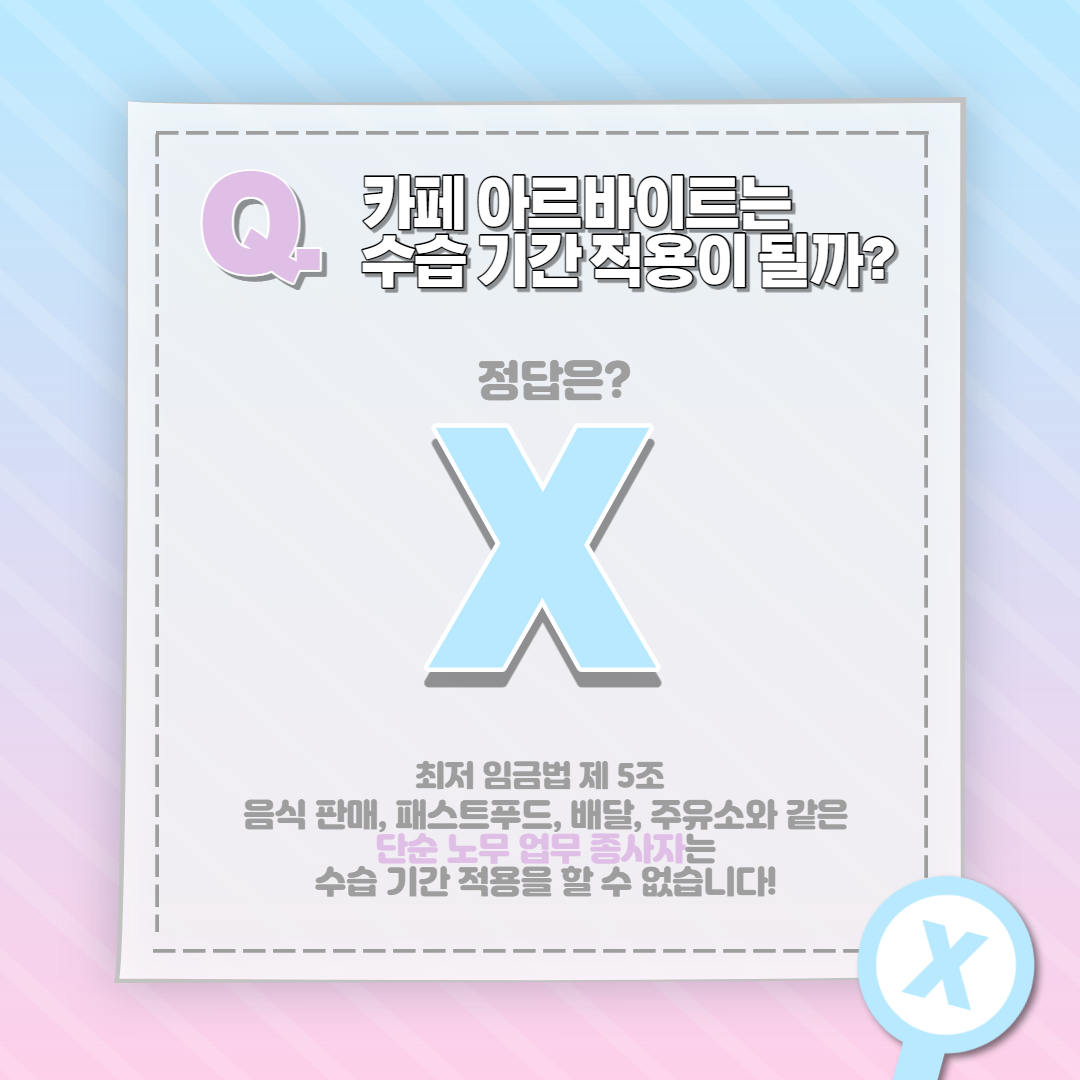 Q
카페 아르바이트는
수습 기간 적용이 될까?
정답은?
X
최저 임금법 제 5조
음식 판매, 패스트푸드, 배달, 주유소와 같은
단순 노무 업무 종사자는
수습 기간 적용을 할 수 없습니다!
X